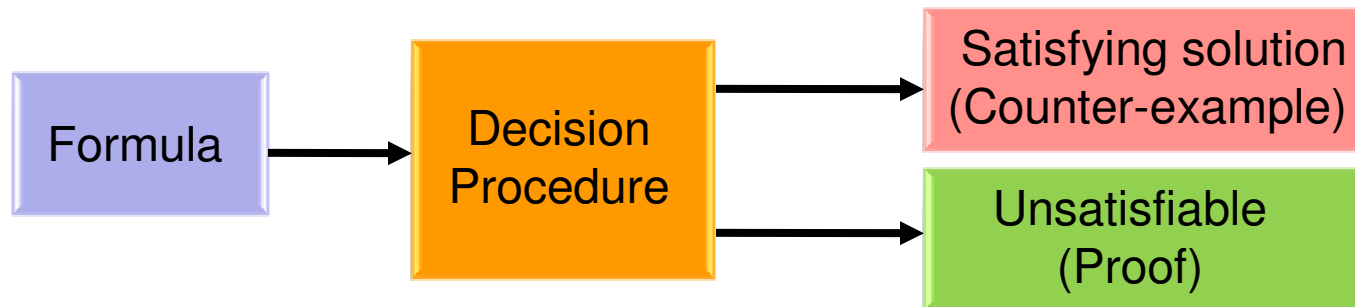 Formula
Decision
Procedure
Satisfying solution
(Counter-example)
Unsatisfiable
(Proof)